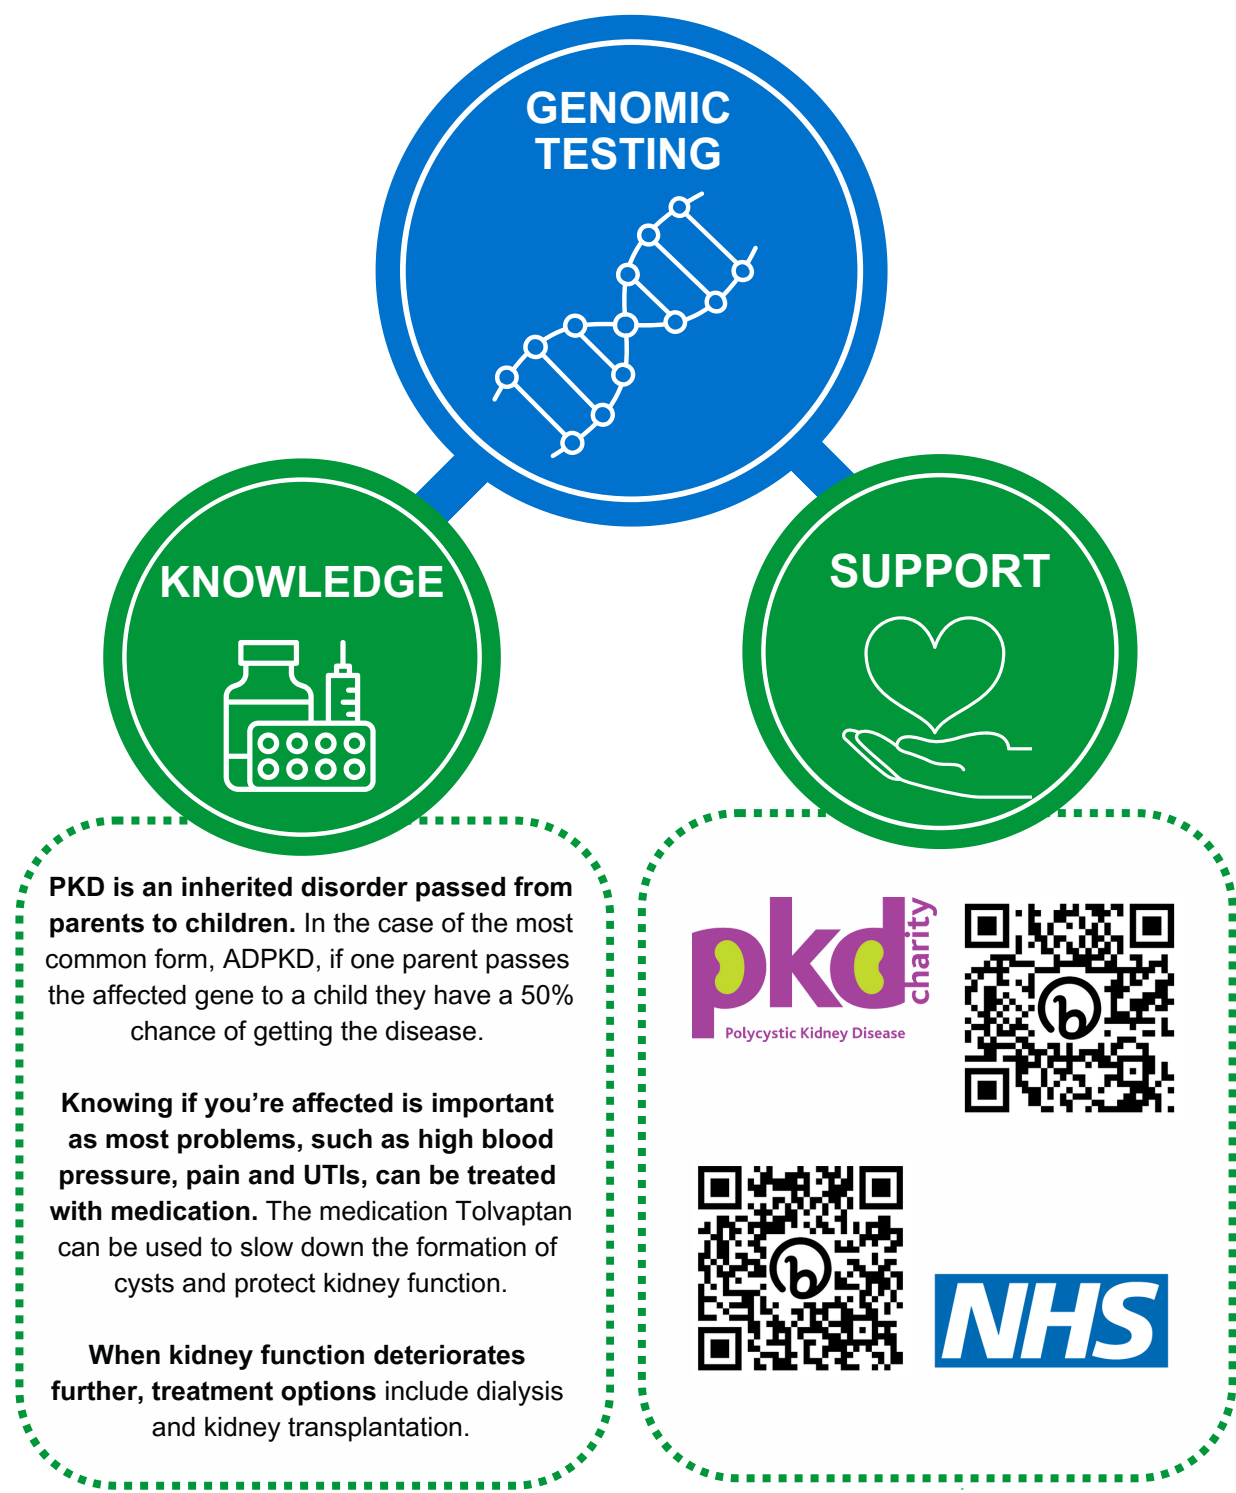 GENOMIC
TESTING
KNOWLEDGE
PKD is an inherited disorder passed from
parents to children. In the case of the most
common form, ADPKD, if one parent passes
the affected gene to a child they have a 50%
chance of getting the disease.
Knowing if you’re affected is important
as most problems, such as high blood
pressure, pain and UTIs, can be treated
with medication. The medication Tolvaptan
can be used to slow down the formation of
cysts and protect kidney function.
When kidney function deteriorates
further, treatment options include dialysis
and kidney transplantation.
SUPPORT
pkd
charity
Polycystic Kidney Disease
b
b
NHS